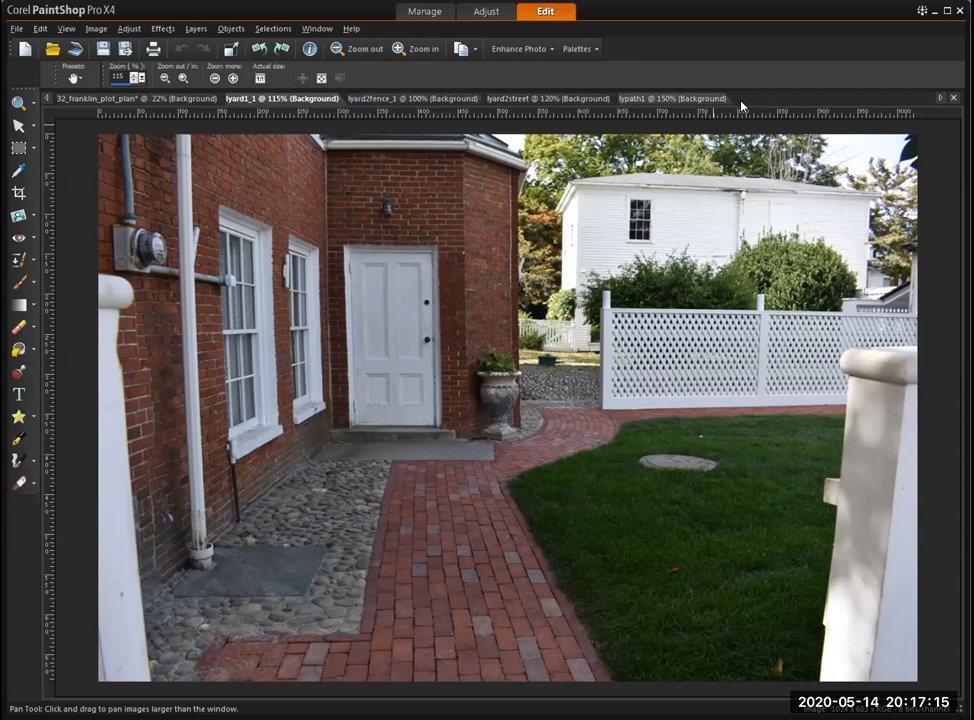 Corel PaintShop Pro X4
Manage Adjust Edit
File Edit View Image Adjust Effects Layers Objects Selections Window Help
Zoom out Zoom in Enhance Photo Palettes
Presets: Zoom ( % ) : Zoom out / in : Zoom more: Actual size:
115
32_franklin_plot_plan* @ 22% (Background) lyard1_1 @ 115% (Background) lyard2fence_1 @ 100% (Background) lyard2street @ 120% (Background) lypath1 @ 150% (Background)
Pan Tool: Click and drag to pan images larger than the window.
2020-05-14 20:17:15